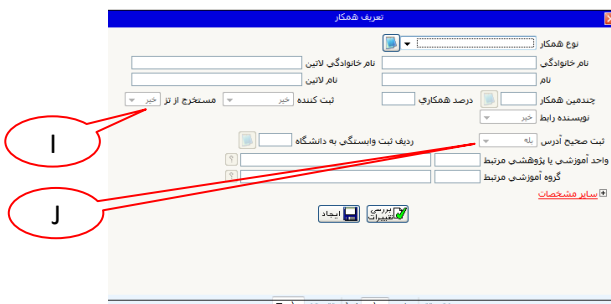 تعریف همکار
نوع همکار
نام خانوادگی نام خانوادگی لاتین
نام نام لاتین
چندمین همکار درصد همکاری ثبت کننده خیر مستخرج از تز خیر
نویسنده رابط خیر
ثبت صحیح آدرس بله ردیف ثبت وابستگی به دانشگاه
واحد آموزشی یا پژوهشی مرتبط ?
گروه آموزشی مرتبط ?
سایر مشخصات
بررسی تغییرات ایجاد
I
J